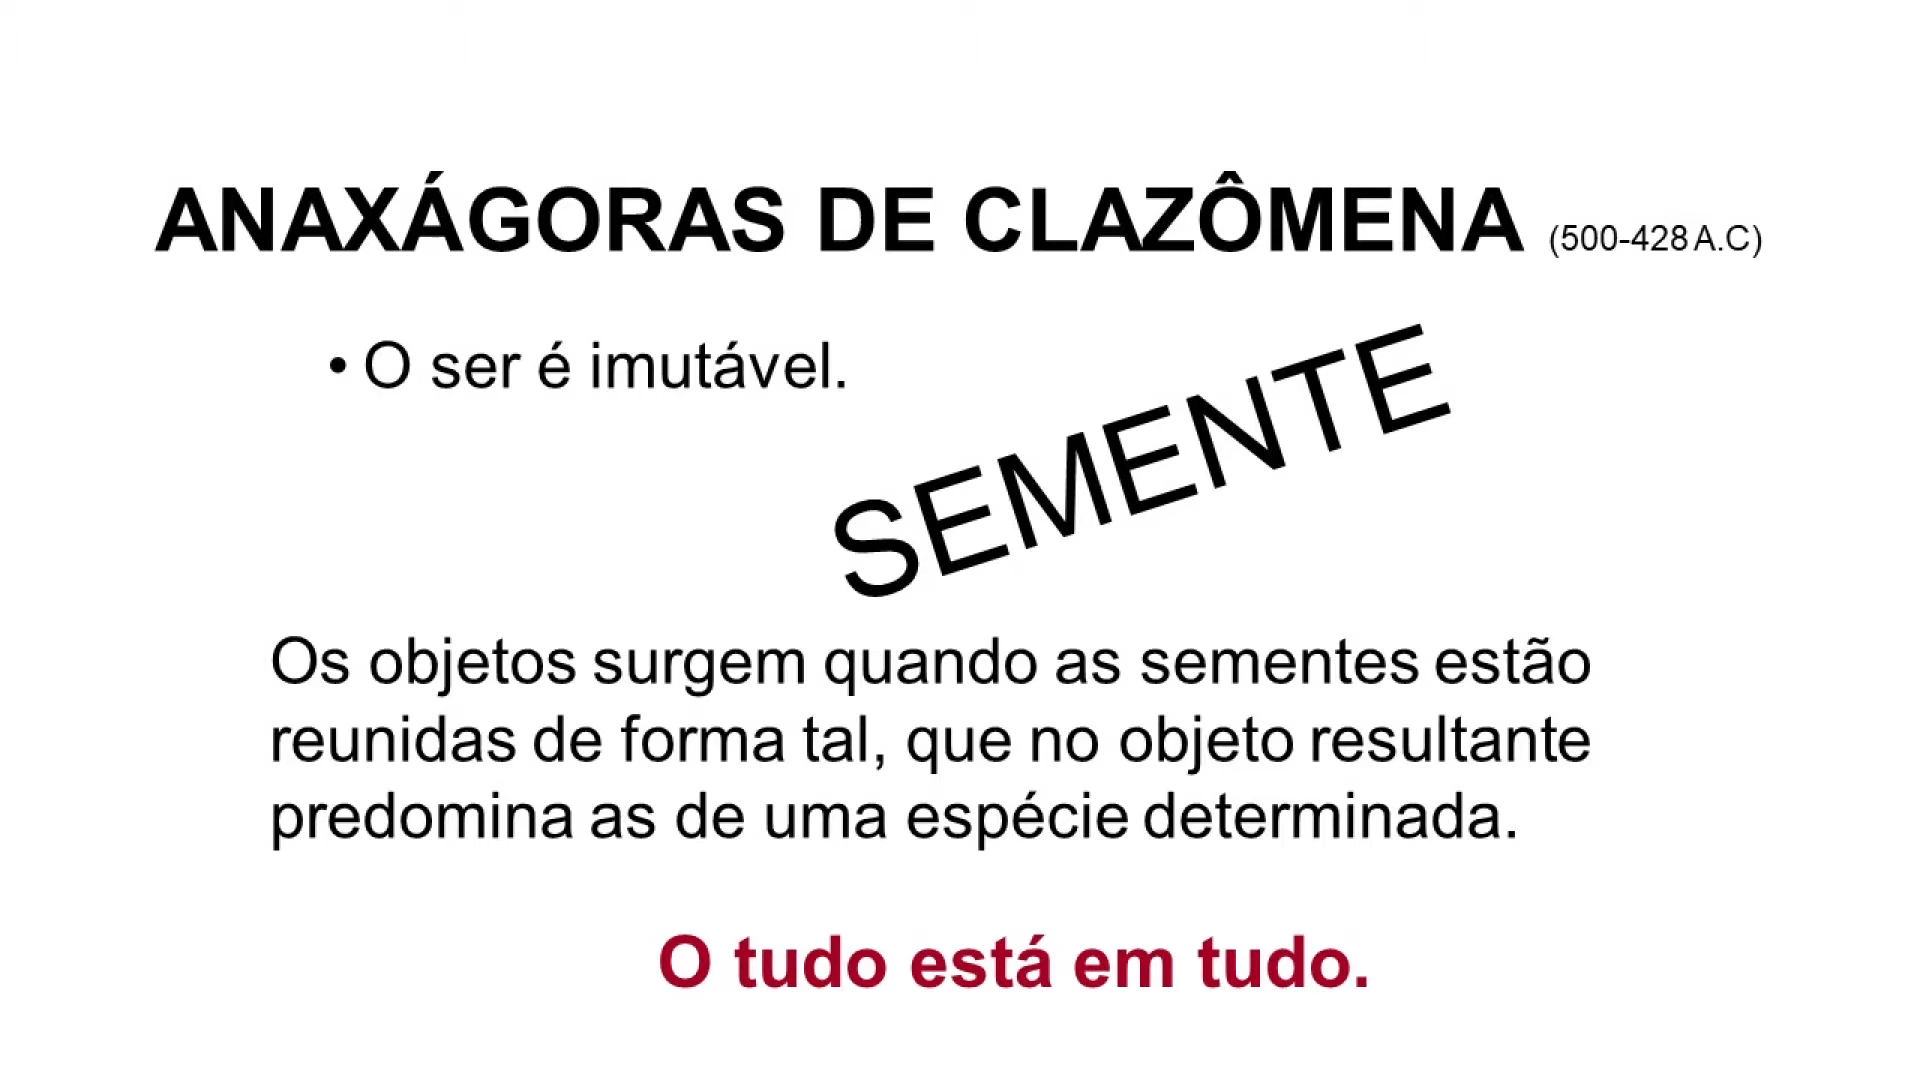 ANAXÁGORAS DE CLAZÔMENA (500-428 A.C)
• O ser é imutável.
SEMENTE
Os objetos surgem quando as sementes estão
reunidas de forma tal, que no objeto resultante
predomina as de uma espécie determinada.
O tudo está em tudo.